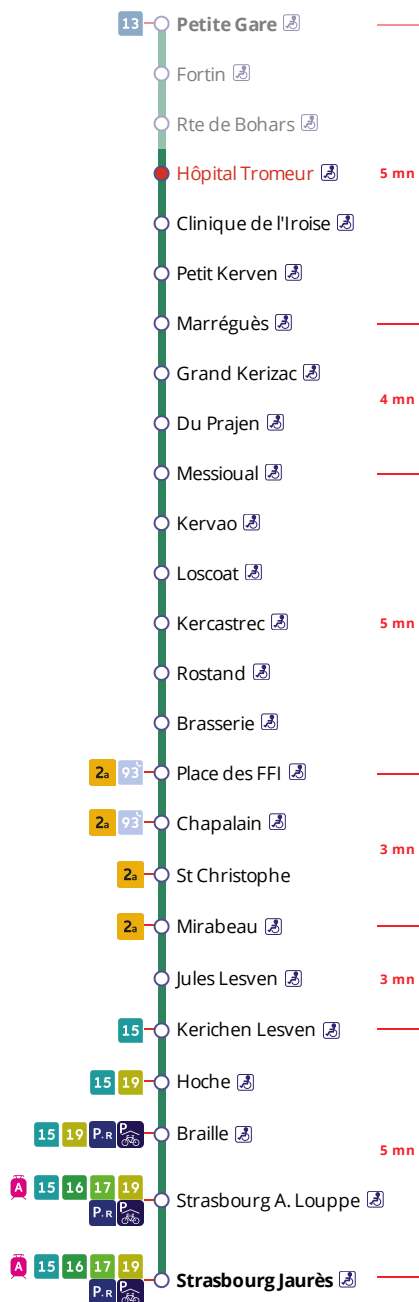 13 Petite Gare
Fortin
Rte de Bohars
Hôpital Tromeur 5 mn
Clinique de l'Iroise
Petit Kerven
Marréguès
Grand Kerizac
4 mn
Du Prajen
Messioual
Kervao
Loscoat
Kercastrec 5 mn
Rostand
Brasserie
2a 93 Place des FFI
2a 93 Chapalain
3 mn
2a St Christophe
2a Mirabeau
Jules Lesven 3 mn
15 Kerichen Lesven
15 19 Hoche
15 19 P+R P Braille
5 mn
A 15 16 17 19
Strasbourg A. Louppe
P+R P
A 15 16 17 19
Strasbourg Jaurès
P+R P